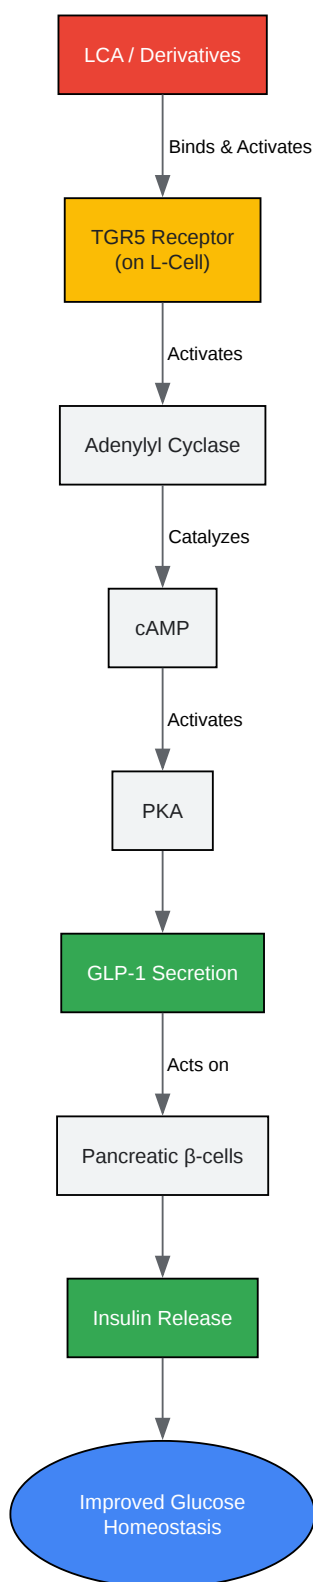 LCA / Derivatives
Binds & Activates
TGR5 Receptor
(on L-Cell)
Activates
Adenylyl Cyclase
Catalyzes
cAMP
Activates
PKA
GLP-1 Secretion
Acts on
Pancreatic β-cells
Insulin Release
Improved Glucose
Homeostasis